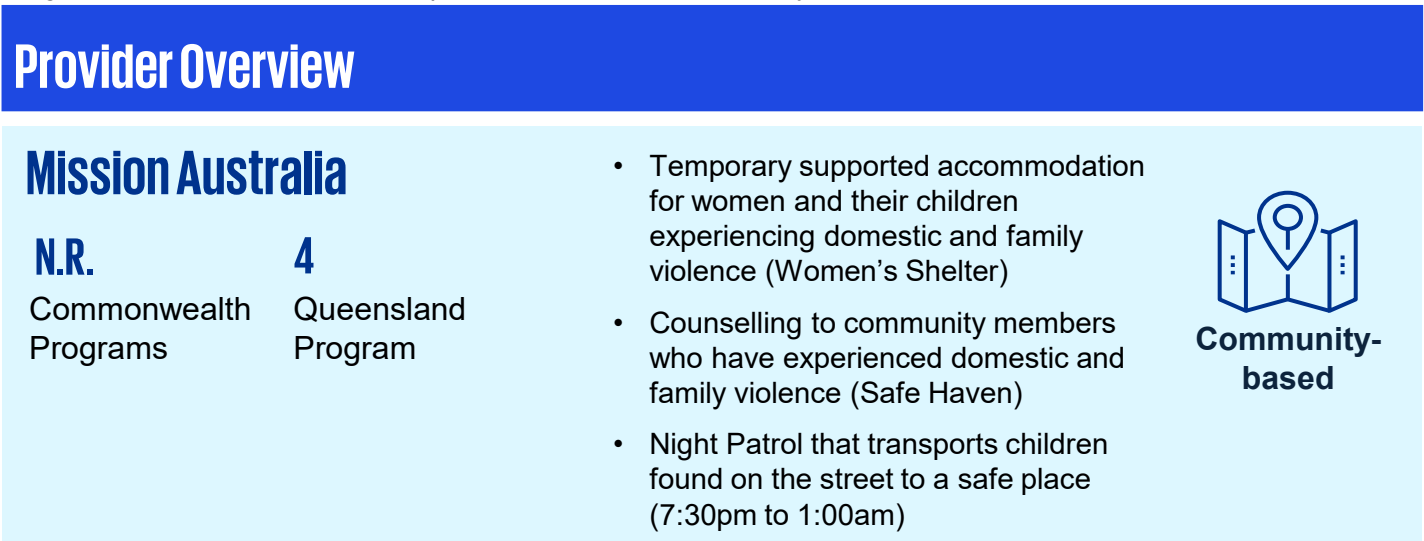 Provider Overview
Mission Australia
N.R.
Commonwealth
Programs
4
Queensland
Program
• Temporary supported accommodation
for women and their children
experiencing domestic and family
violence (Women's Shelter)
• Counselling to community members
who have experienced domestic and
family violence (Safe Haven)
• Night Patrol that transports children
found on the street to a safe place
(7:30pm to 1:00am)
Community-
based